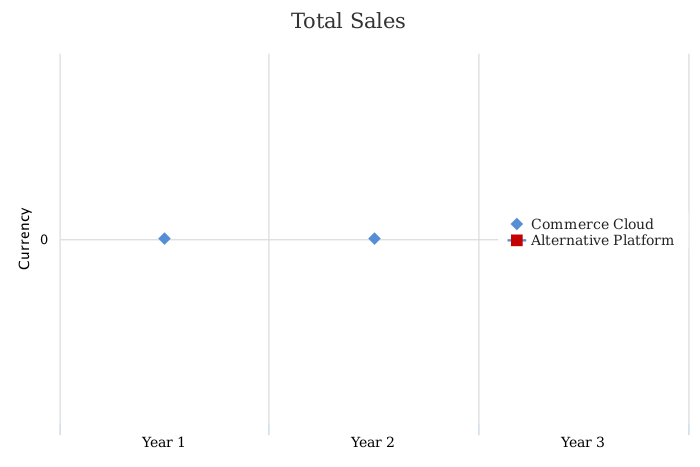 Total Sales
Currency
0
Commerce Cloud
Alternative Platform
Year 1
Year 2
Year 3